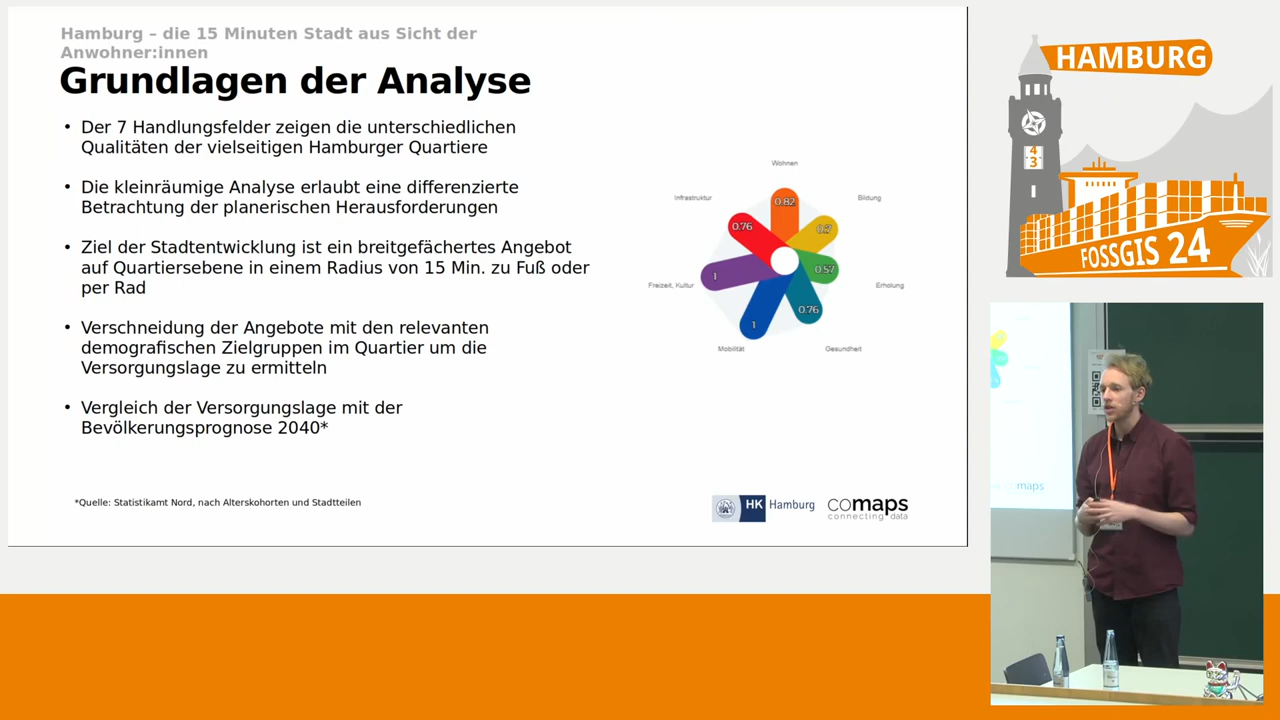 Hamburg – die 15 Minuten Stadt aus Sicht der
Anwohner:innen
Grundlagen der Analyse
• Der 7 Handlungsfelder zeigen die unterschiedlichen
Qualitäten der vielseitigen Hamburger Quartiere
• Die kleinräumige Analyse erlaubt eine differenzierte
Betrachtung der planerischen Herausforderungen
• Ziel der Stadtentwicklung ist ein breitgefächertes Angebot
auf Quartiersebene in einem Radius von 15 Min. zu Fuß oder
per Rad
• Verschneidung der Angebote mit den relevanten
demografischen Zielgruppen im Quartier um die
Versorgungslage zu ermitteln
• Vergleich der Versorgungslage mit der
Bevölkerungsprognose 2040*
*Quelle: Statistikamt Nord, nach Alterskohorten und Stadtteilen
Wohnen
Infrastruktur
Bildung
0.82
0.76
0.7
1
0.57
Freizeit, Kultur
Erholung
0.76
1
Mobilität
Gesundheit
HK Hamburg
comaps
connecting data
HAMBURG
4
3
FOSSGIS 24
maps